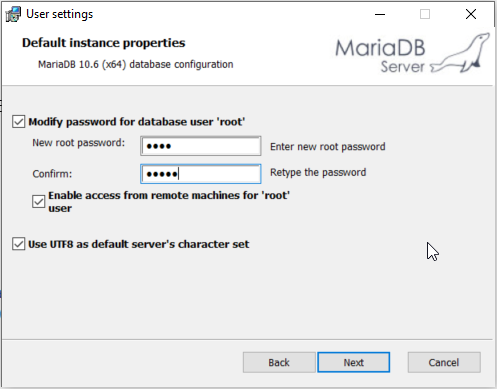 User settings
Default instance properties
MariaDB 10.6 (x64) database configuration
MariaDB
Server
Modify password for database user 'root'
New root password: ●●●● Enter new root password
Confirm: ●●●●● Retype the password
Enable access from remote machines for 'root'
user
Use UTF8 as default server's character set
Back Next Cancel